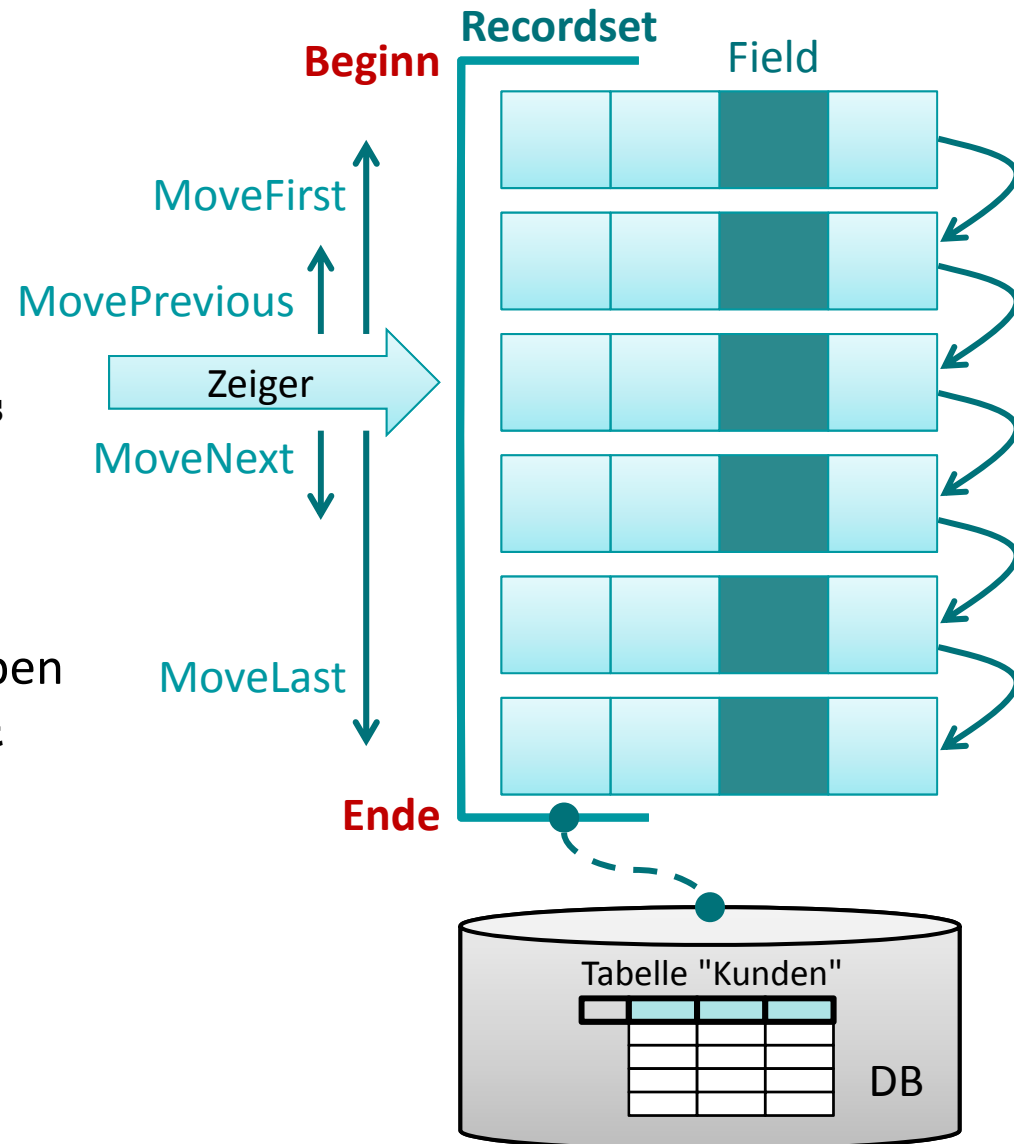 Recordset
Beginn
Field
MoveFirst
MovePrevious
Zeiger
MoveNext
MoveLast
Ende
Tabelle "Kunden"
DB